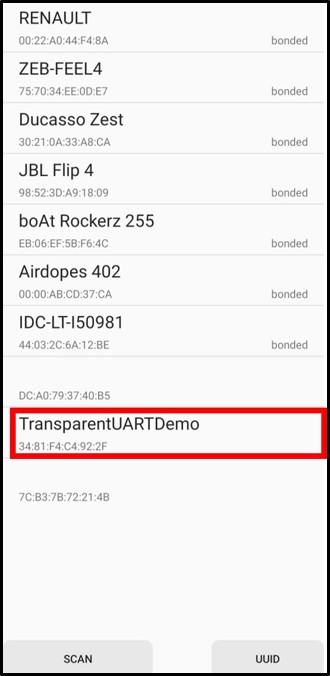 RENAULT
00:22:A0:44:F4:8A bonded
ZEB-FEEL4
75:70:34:EE:0D:E7 bonded
Ducasso Zest
30:21:0A:33:A8:CA bonded
JBL Flip 4
98:52:3D:A9:18:09 bonded
boAt Rockerz 255
EB:06:EF:5B:F6:4C bonded
Airdopes 402
00:00:AB:CD:37:CA bonded
IDC-LT-I50981
44:03:2C:6A:12:BE bonded
DC:A0:79:37:40:B5
TransparentUARTDemo
34:81:F4:C4:92:2F
7C:B3:7B:72:21:4B
SCAN UUID